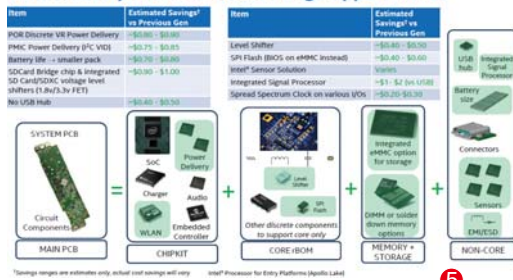 Item
Estimated Savings¹
vs Previous Gen
POR Discrete VR Power Delivery
~$0.80 - $0.90
PMIC Power Delivery (I²C VID)
~$0.75 - $0.85
Battery life → smaller pack
~$0.70 - $0.80
SDCard Bridge chip & integrated
SD Card/SDXC voltage level
shifters (1.8v/3.3v FET)
~$0.90 - $1.00
No USB Hub
~$0.40 - $0.50
Item
Estimated
Savings¹ vs
Previous Gen
Level Shifter
~$0.40 - $0.50
SPI Flash (BIOS on eMMC instead)
~$0.40 - $0.60
Intel® Sensor Solution
Varies
Integrated Signal Processor
~$1- $2 (vs USB)
Spread Spectrum Clock on various I/Os
~$0.20-$0.30
USB
hub
Integrated
Signal
Processor
Battery
size
Connectors
Sensors
EMI/ESD
NON-CORE
SYSTEM PCB
Circuit
Components
MAIN PCB
=
SoC
Power
Delivery
Charger
Audio
WLAN
Embedded
Controller
CHIPKIT
+
Level
Shifter
SPI
Flash
Other discrete components
to support core only
CORE rBOM
+
Integrated
eMMC option
for storage
DIMM or solder
down memory
options
MEMORY +
STORAGE
+
¹Savings ranges are estimates only, actual cost savings will vary
Intel® Processor for Entry Platforms (Apollo Lake)
5